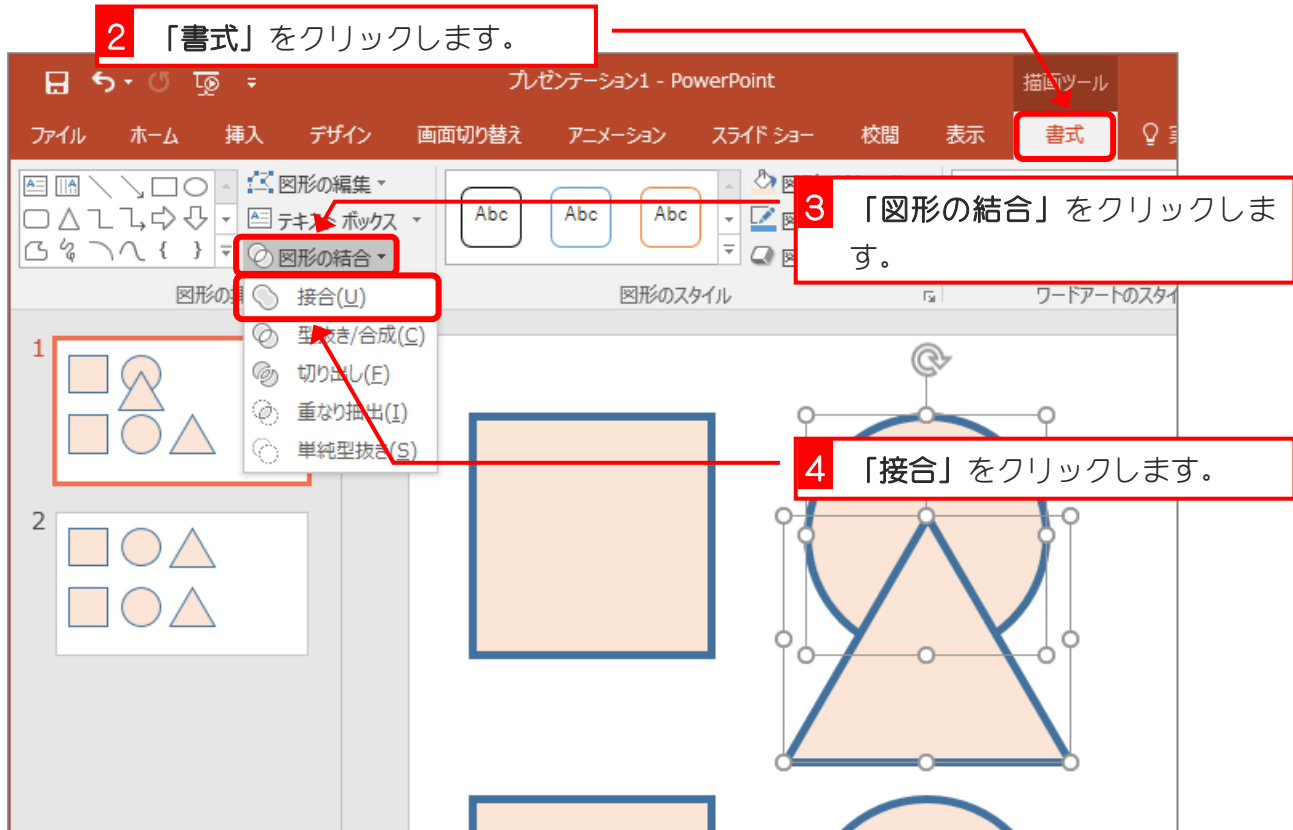 2 「書式」をクリックします。
プレゼンテーション1 - PowerPoint
描画ツール
ファイル ホーム 挿入 デザイン 画面切り替え アニメーション スライド ショー 校閲 表示 書式
図形の編集
テキスト ボックス
図形の結合
Abc Abc Abc
3 「図形の結合」をクリックしま
す。
図形のスタイル
ワードアートのスタイ
接合(U)
型抜き/合成(C)
切り出し(F)
重なり抽出(I)
単純型抜き(S)
4 「接合」をクリックします。
1
2